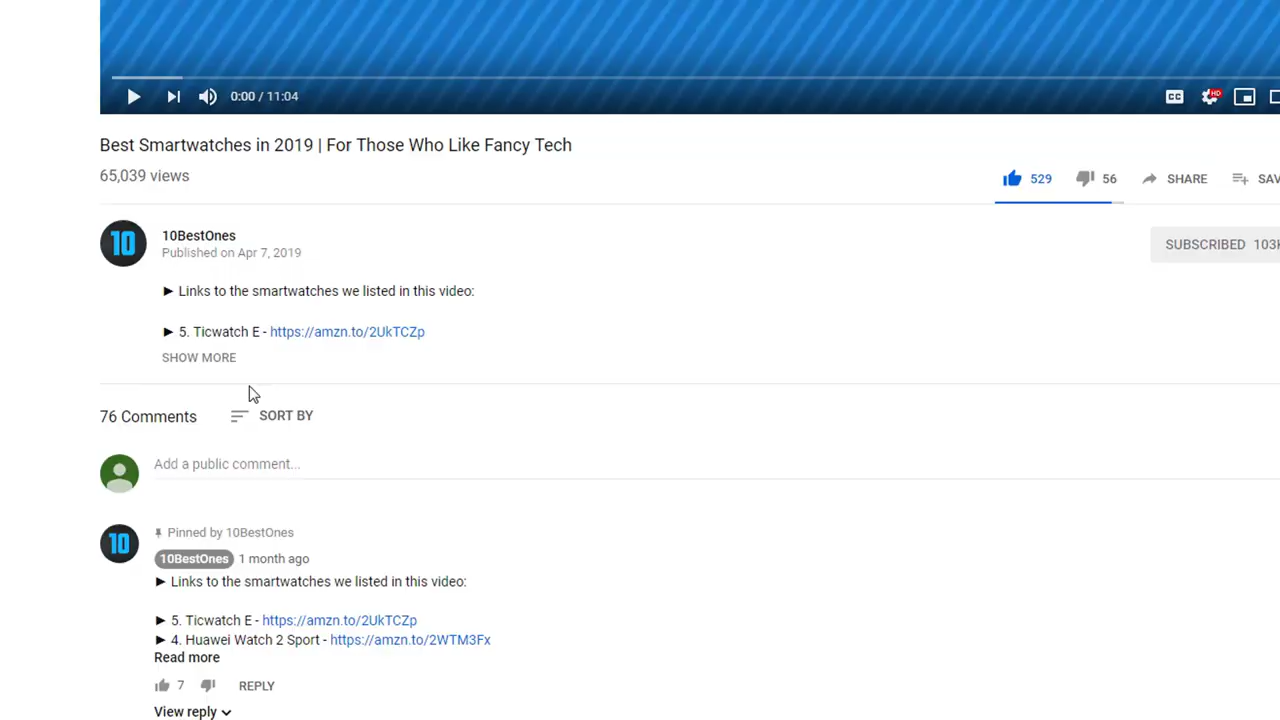 0:00 / 11:04
CC
HD
Best Smartwatches in 2019 | For Those Who Like Fancy Tech
65,039 views
529 56 SHARE SAV
10 10BestOnes
Published on Apr 7, 2019
SUBSCRIBED 103K
► Links to the smartwatches we listed in this video:
► 5. Ticwatch E - https://amzn.to/2UkTCZp
SHOW MORE
76 Comments SORT BY
Add a public comment...
10 Pinned by 10BestOnes
10BestOnes 1 month ago
► Links to the smartwatches we listed in this video:
► 5. Ticwatch E - https://amzn.to/2UkTCZp
► 4. Huawei Watch 2 Sport - https://amzn.to/2WTM3Fx
Read more
7 REPLY
View reply